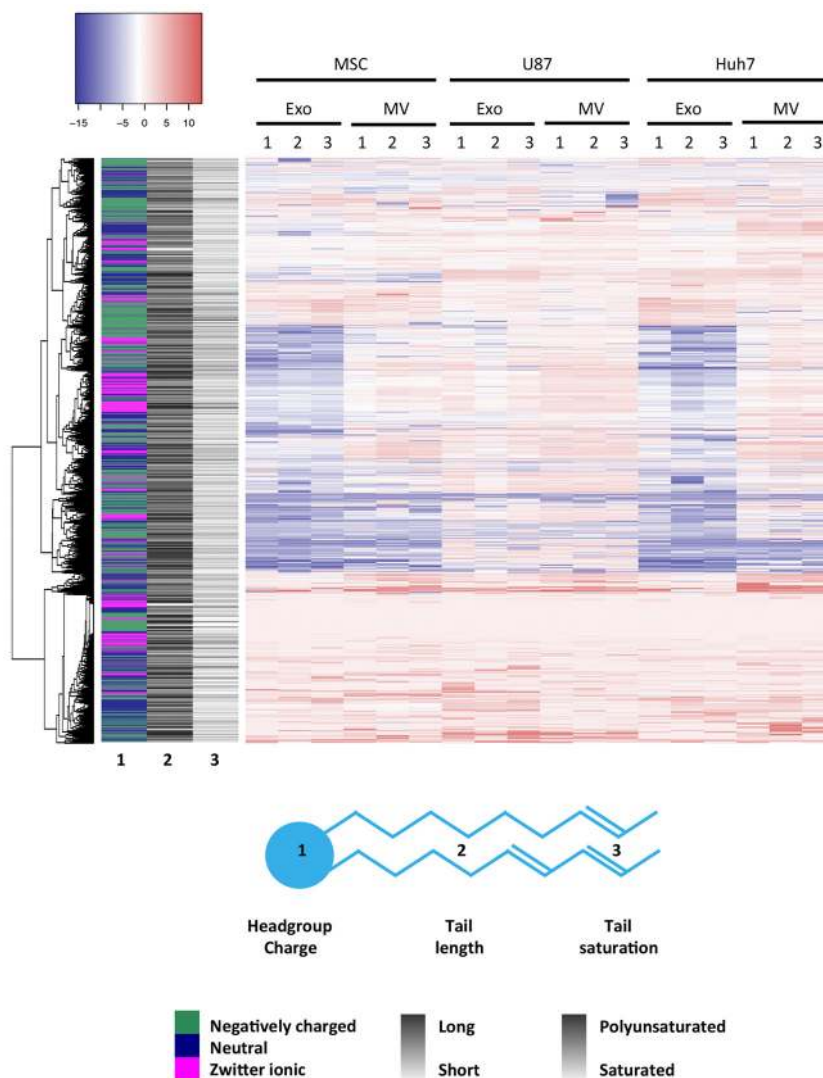 MSC U87 Huh7
Exo MV Exo MV Exo MV
−15 −5 0 5 10
1 2 3 1 2 3 1 2 3 1 2 3 1 2 3 1 2 3
1 2 3
1 2 3
Headgroup Tail Tail
Charge length saturation
Negatively charged Long Polyunsaturated
Neutral
Zwitter ionic Short Saturated